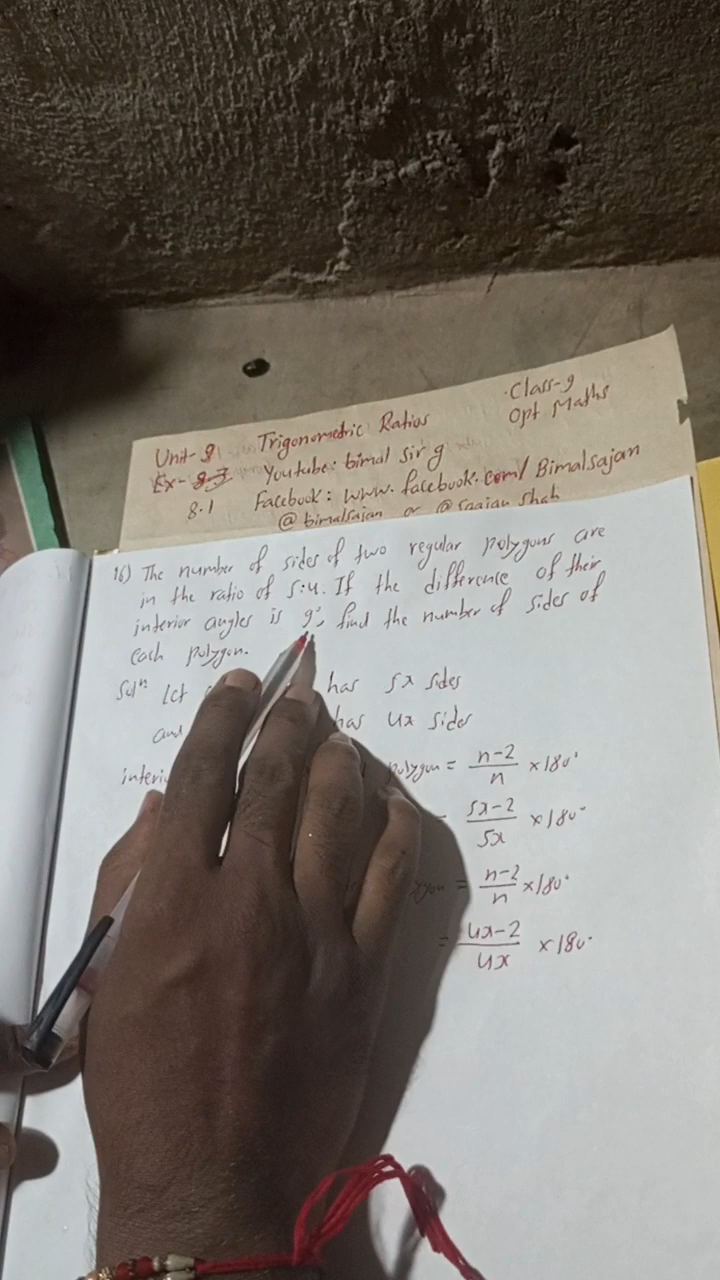 Unit-9 Trigonometric Ratios
Class-9
Opt Maths
Ex- 8.1
Youtube: bimal sir g
Facebook: www.facebook.com/Bimalsajan
@bimalsajan or @sajan shah
16) The number of sides of two regular polygons are
in the ratio of 5:4. If the difference of their
interior angles is 9°, find the number of sides of
each polygon.
Solⁿ Let has 5x sides
and has 4x sides
polygon = n-2/n ×180°
= 5x-2/5x ×180°
= n-2/n ×180°
= 4x-2/4x ×180°